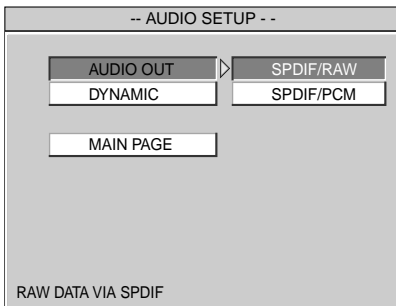 -- AUDIO SETUP - -
AUDIO OUT SPDIF/RAW
DYNAMIC SPDIF/PCM
MAIN PAGE
RAW DATA VIA SPDIF